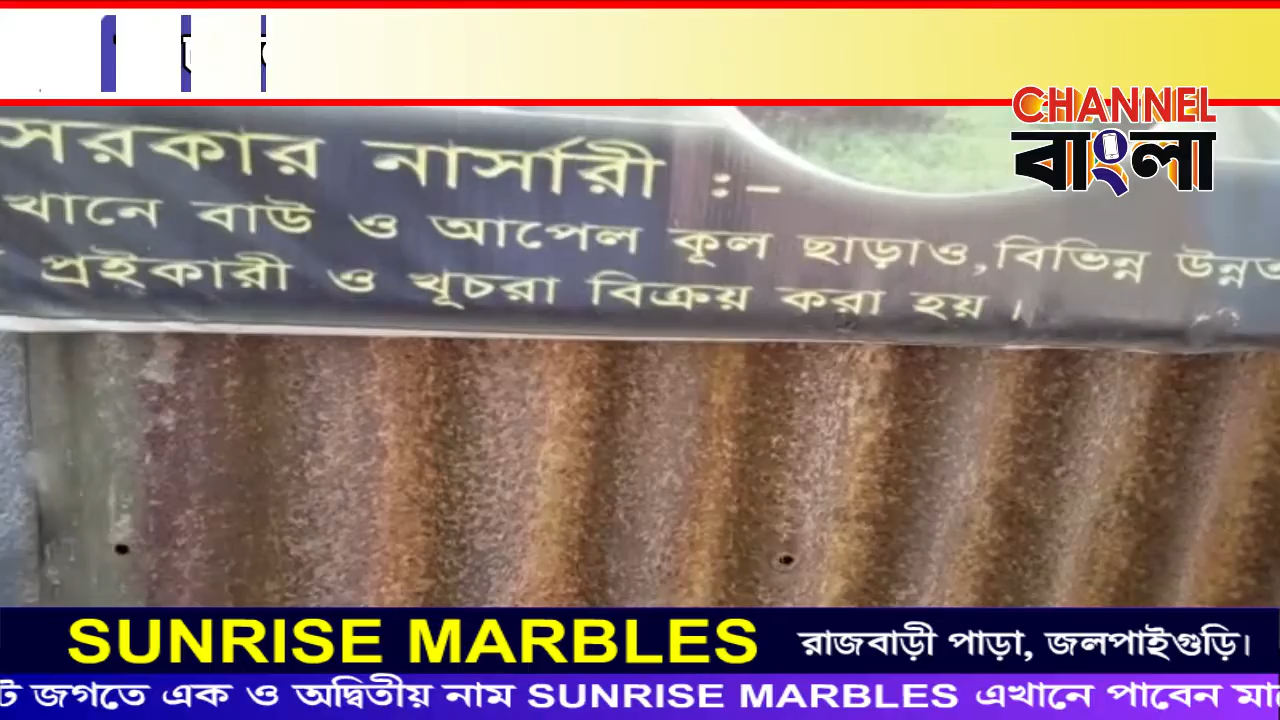 CHANNEL
বাংলা
সরকার নার্সারী :-
খানে বাউ ও আপেল কূল ছাড়াও, বিভিন্ন উন্নত
প্রইকারী ও খূচরা বিক্রয় করা হয়।
SUNRISE MARBLES রাজবাড়ী পাড়া, জলপাইগুড়ি।
ট জগতে এক ও অদ্বিতীয় নাম SUNRISE MARBLES এখানে পাবেন মা